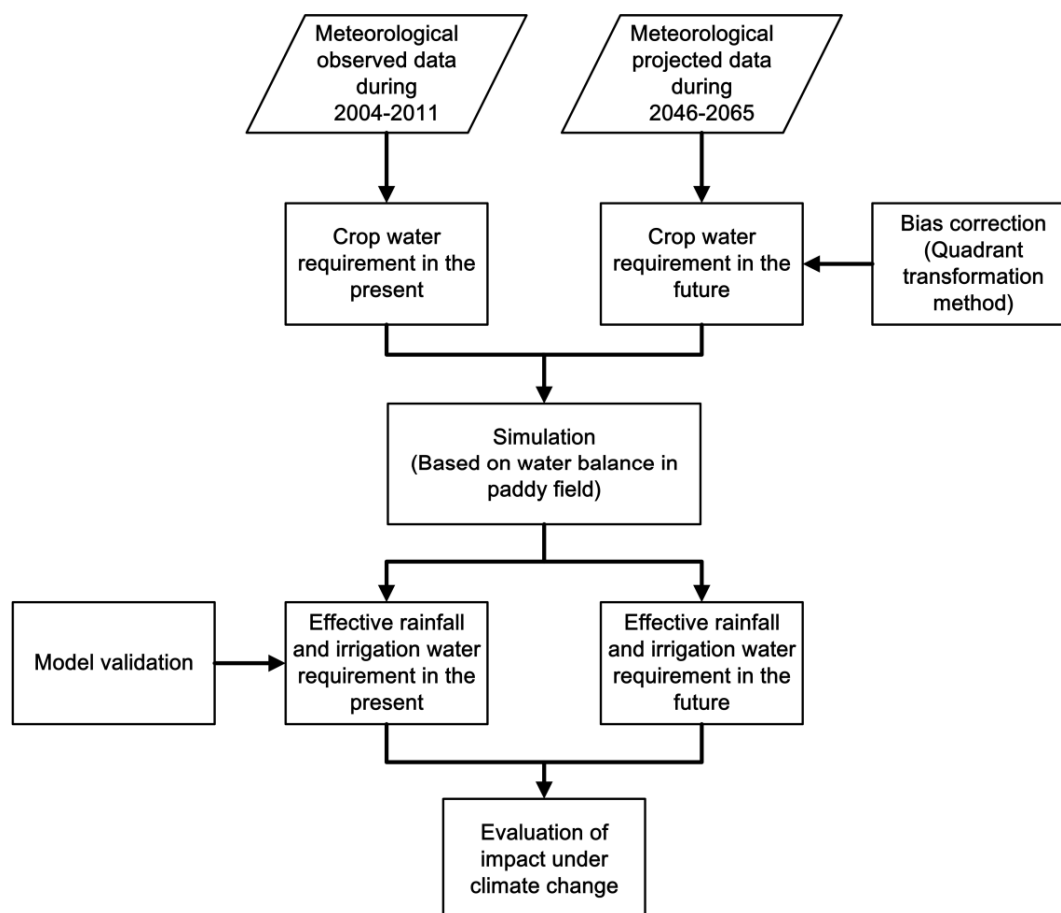 Meteorological
observed data
during
2004-2011
Meteorological
projected data
during
2046-2065
Crop water
requirement in the
present
Crop water
requirement in the
future
Bias correction
(Quadrant
transformation
method)
Simulation
(Based on water balance in
paddy field)
Model validation
Effective rainfall
and irrigation water
requirement in the
present
Effective rainfall
and irrigation water
requirement in the
future
Evaluation of
impact under
climate change